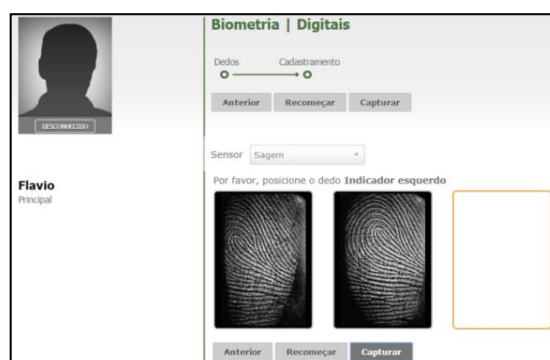 Biometria | Digitais
Dedos Cadastramento
Anterior Recomeçar Capturar
DESCONHECIDO
Sensor Sagem
Flavio
Principal
Por favor, posicione o dedo Indicador esquerdo
Anterior Recomeçar Capturar